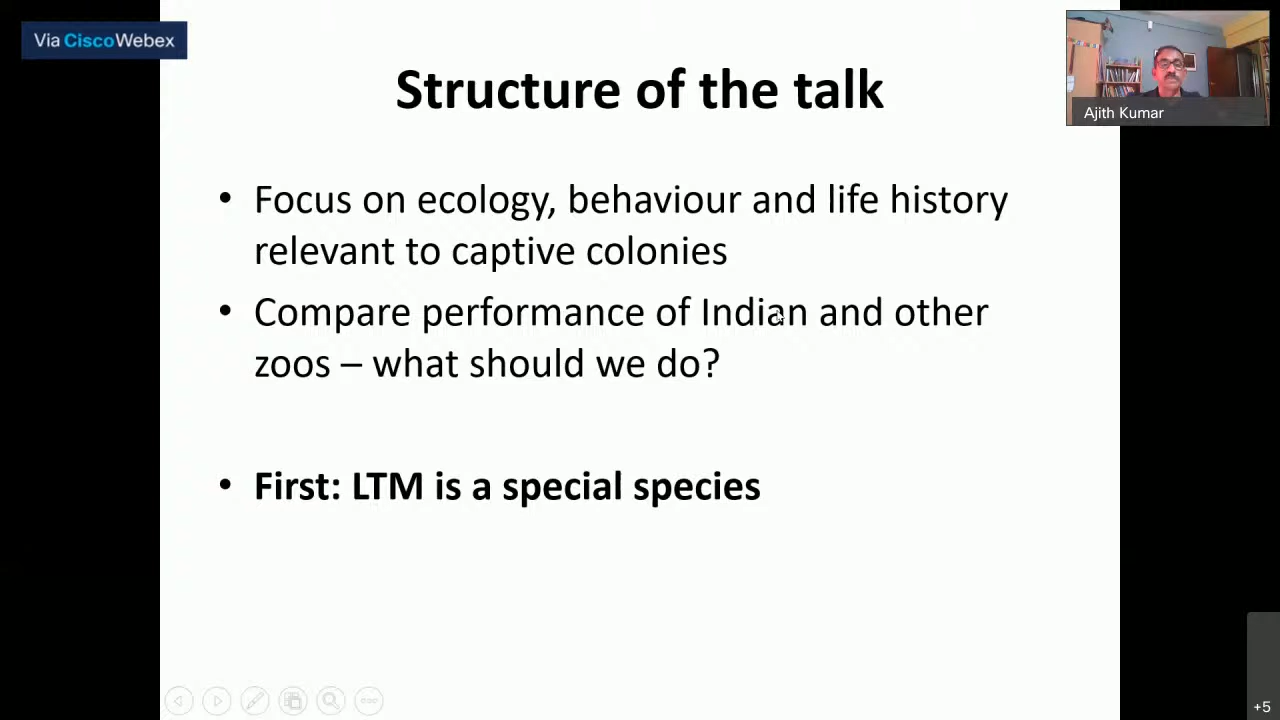 Via CiscoWebex
Structure of the talk
Ajith Kumar
• Focus on ecology, behaviour and life history
relevant to captive colonies
• Compare performance of Indian and other
zoos – what should we do?
• First: LTM is a special species
+5